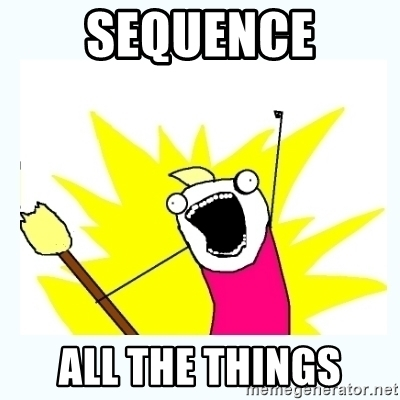 SEQUENCE
ALL THE THINGS
memegenerator.net